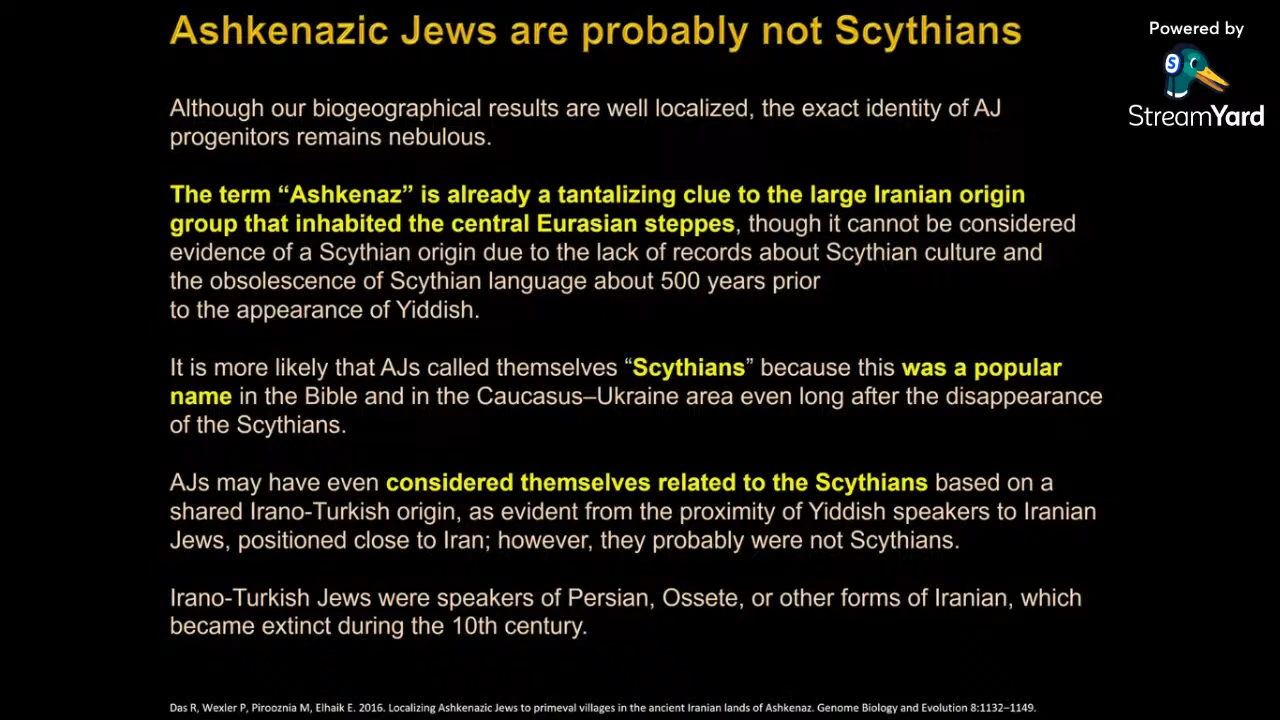 Ashkenazic Jews are probably not Scythians
Powered by
S
StreamYard
Although our biogeographical results are well localized, the exact identity of AJ
progenitors remains nebulous.
The term “Ashkenaz” is already a tantalizing clue to the large Iranian origin
group that inhabited the central Eurasian steppes, though it cannot be considered
evidence of a Scythian origin due to the lack of records about Scythian culture and
the obsolescence of Scythian language about 500 years prior
to the appearance of Yiddish.
It is more likely that AJs called themselves “Scythians” because this was a popular
name in the Bible and in the Caucasus–Ukraine area even long after the disappearance
of the Scythians.
AJs may have even considered themselves related to the Scythians based on a
shared Irano-Turkish origin, as evident from the proximity of Yiddish speakers to Iranian
Jews, positioned close to Iran; however, they probably were not Scythians.
Irano-Turkish Jews were speakers of Persian, Ossete, or other forms of Iranian, which
became extinct during the 10th century.
Das R, Wexler P, Pirooznia M, Elhaik E. 2016. Localizing Ashkenazic Jews to primeval villages in the ancient Iranian lands of Ashkenaz. Genome Biology and Evolution 8:1132–1149.